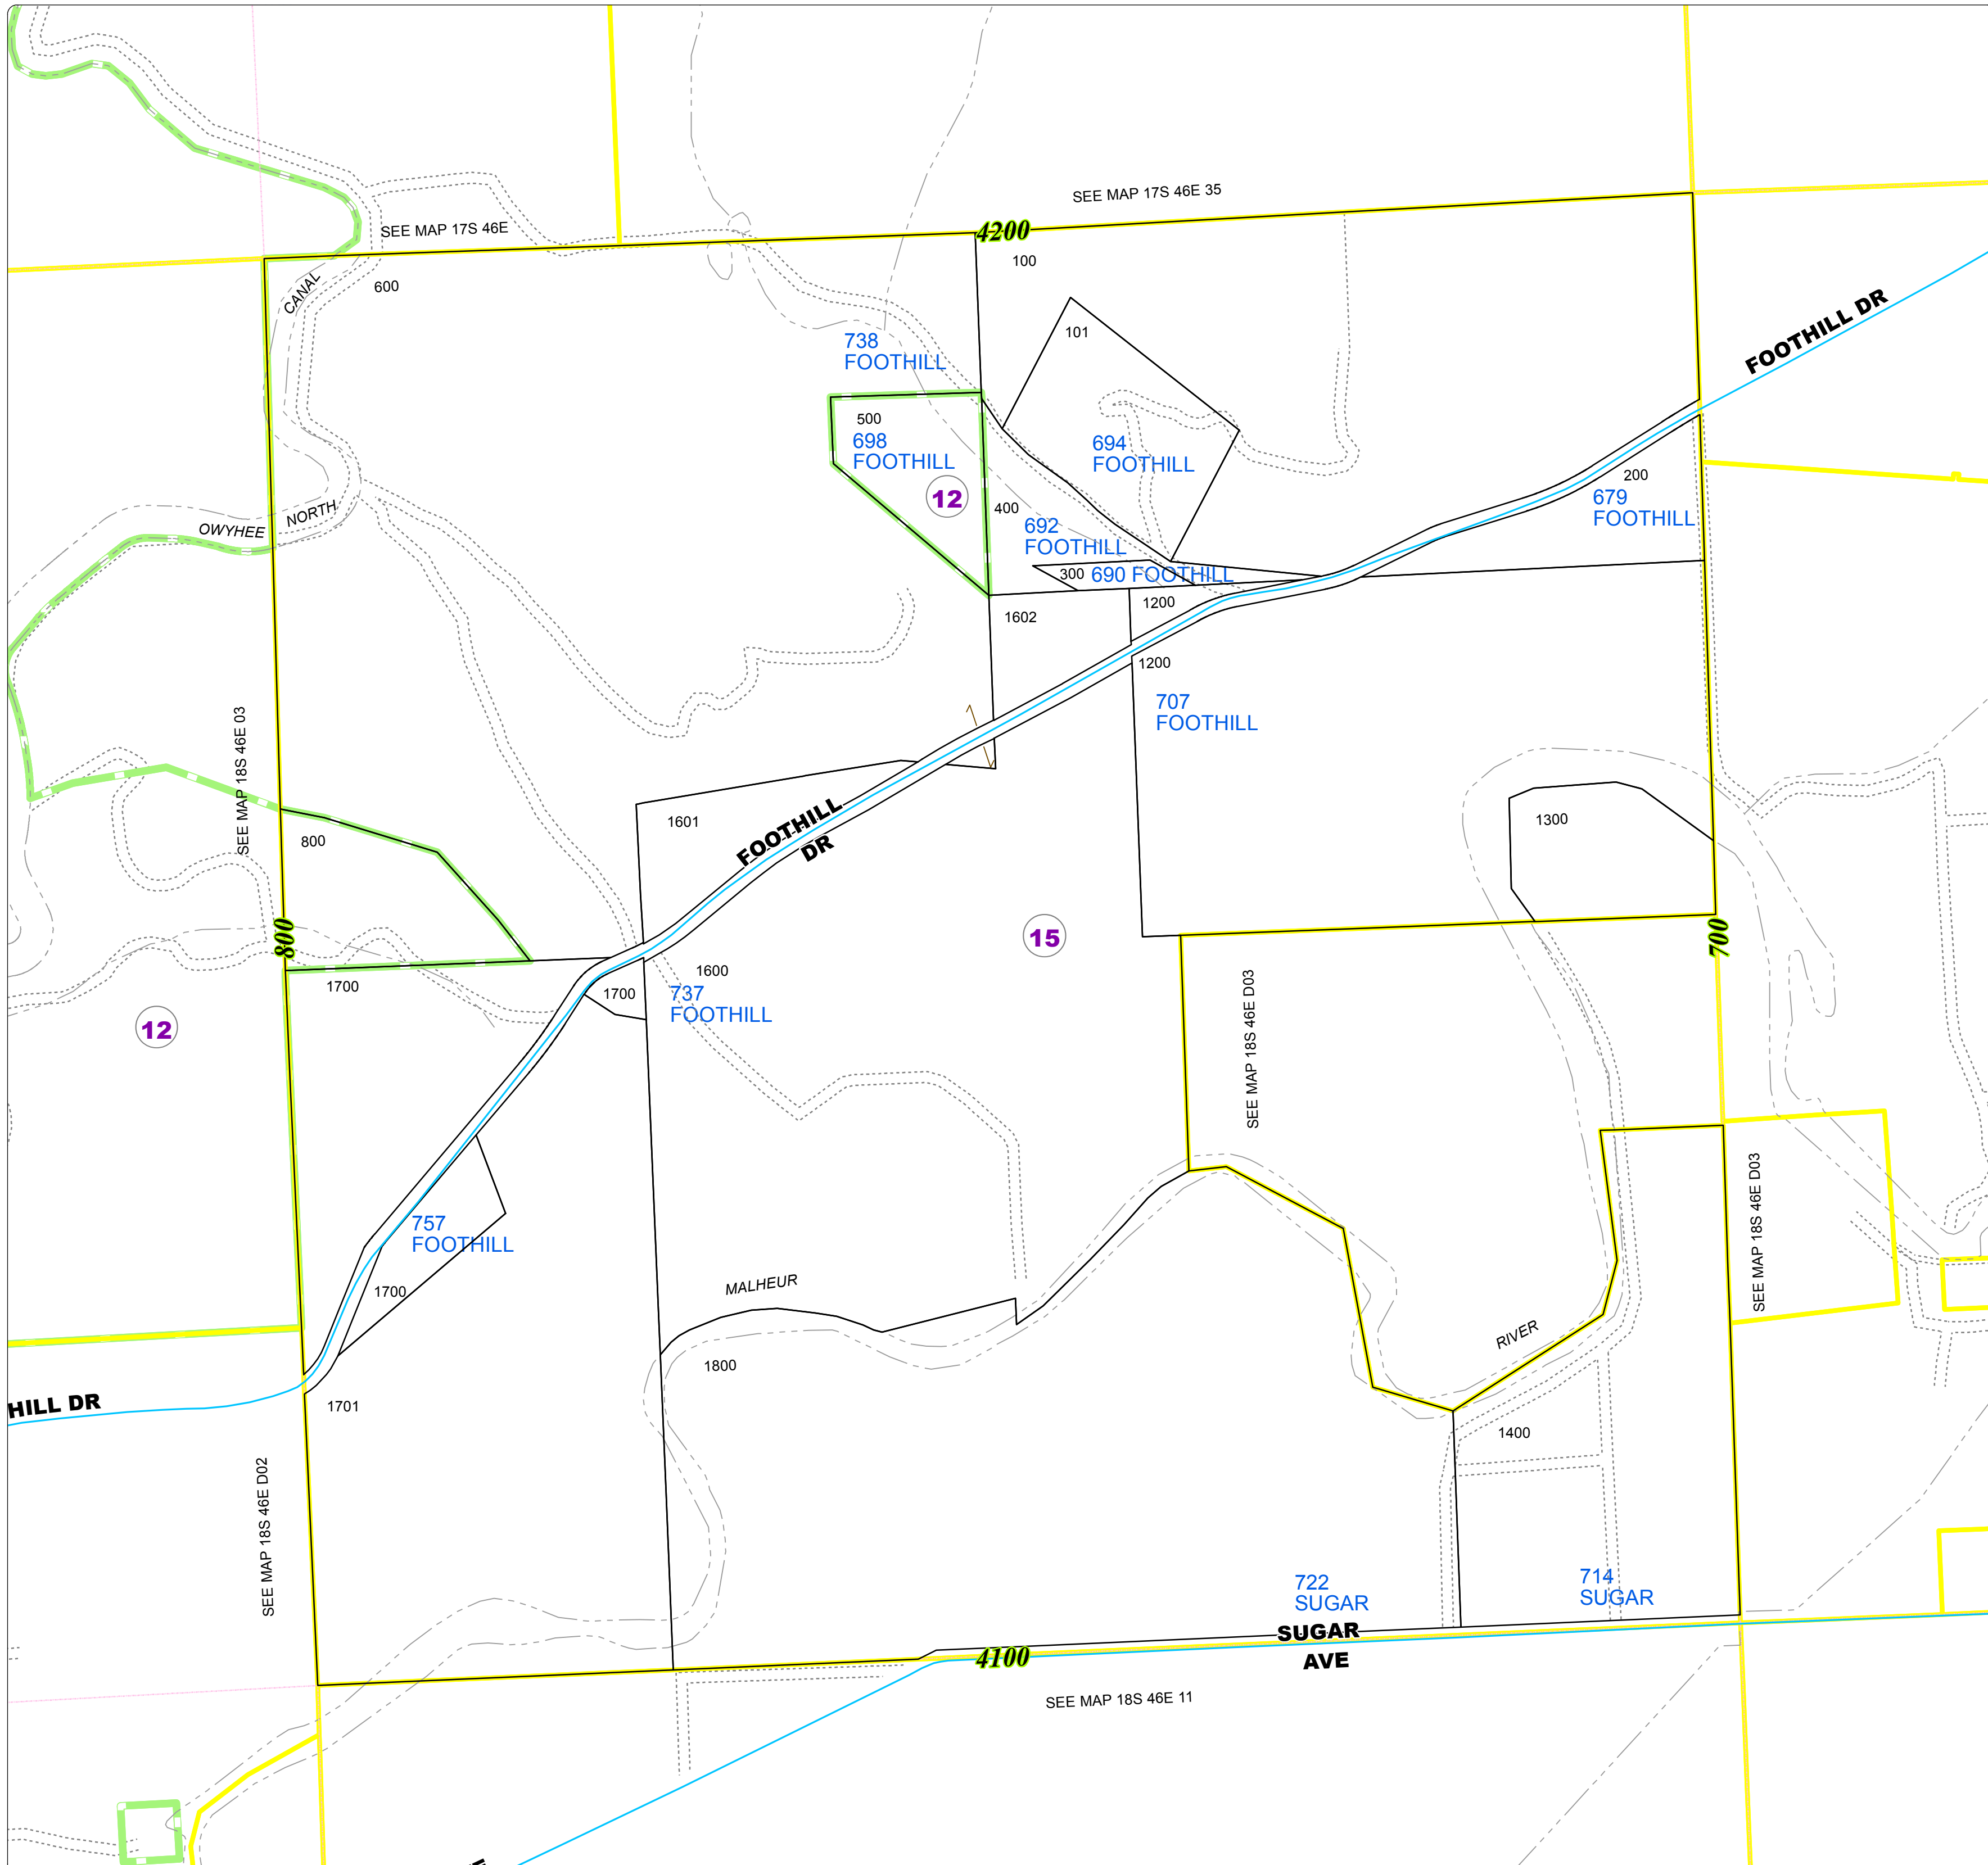 SEE MAP 17S 46E 35
SEE MAP 17S 46E
4200
100
600
CANAL
101
FOOTHILL DR
738
FOOTHILL
500
698
FOOTHILL
694
FOOTHILL
12
400
692
FOOTHILL
200
679
FOOTHILL
NORTH
OWYHEE
300
690 FOOTHILL
1200
1602
1200
707
FOOTHILL
SEE MAP 18S 46E 03
1601
FOOTHILL
DR
1300
800
800
15
700
1700
1700
1600
737
FOOTHILL
12
SEE MAP 18S 46E D03
SEE MAP 18S 46E D03
757
FOOTHILL
1700
MALHEUR
RIVER
1800
HILL DR
1701
1400
SEE MAP 18S 46E D02
722
SUGAR
714
SUGAR
SUGAR
AVE
4100
SEE MAP 18S 46E 11